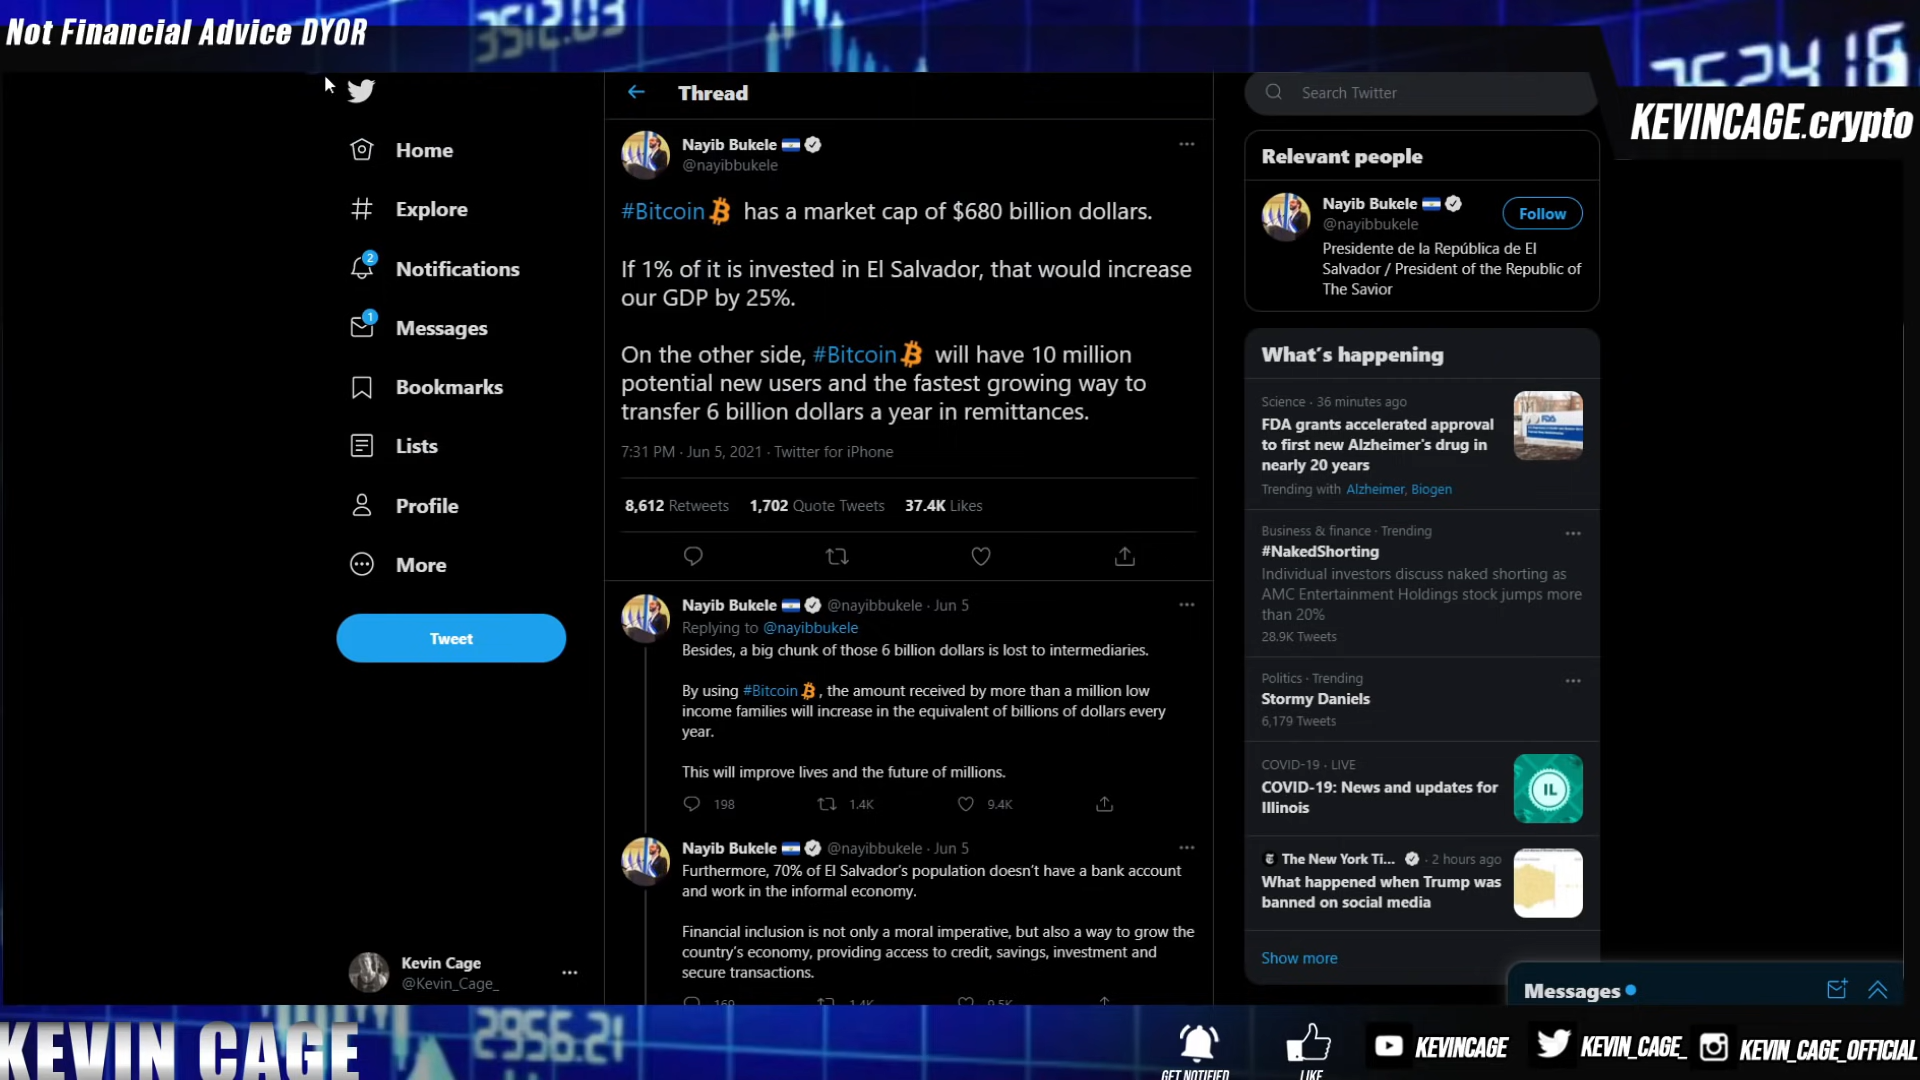 Not Financial Advice DYOR
3512.03
KEVINCAGE.crypto
Home
Explore
2
Notifications
1
Messages
Bookmarks
Lists
Profile
More
Tweet
Kevin Cage
@Kevin_Cage_
Thread
Nayib Bukele
@nayibbukele
#Bitcoin has a market cap of $680 billion dollars.
If 1% of it is invested in El Salvador, that would increase
our GDP by 25%.
On the other side, #Bitcoin will have 10 million
potential new users and the fastest growing way to
transfer 6 billion dollars a year in remittances.
7:31 PM · Jun 5, 2021 · Twitter for iPhone
8,612 Retweets 1,702 Quote Tweets 37.4K Likes
Nayib Bukele @nayibbukele · Jun 5
Replying to @nayibbukele
Besides, a big chunk of those 6 billion dollars is lost to intermediaries.
By using #Bitcoin , the amount received by more than a million low
income families will increase in the equivalent of billions of dollars every
year.
This will improve lives and the future of millions.
198 1.4K 9.4K
Nayib Bukele @nayibbukele · Jun 5
Furthermore, 70% of El Salvador's population doesn't have a bank account
and work in the informal economy.
Financial inclusion is not only a moral imperative, but also a way to grow the
country's economy, providing access to credit, savings, investment and
secure transactions.
169 1.4K 9.5K
Search Twitter
Relevant people
Nayib Bukele
@nayibbukele
Follow
Presidente de la República de El
Salvador / President of the Republic of
The Savior
What's happening
Science · 36 minutes ago
FDA grants accelerated approval
to first new Alzheimer's drug in
nearly 20 years
Trending with Alzheimer, Biogen
Business & finance · Trending
#NakedShorting
Individual investors discuss naked shorting as
AMC Entertainment Holdings stock jumps more
than 20%
28.9K Tweets
Politics · Trending
Stormy Daniels
6,179 Tweets
COVID-19 · LIVE
COVID-19: News and updates for
Illinois
IL
The New York Ti... · 2 hours ago
What happened when Trump was
banned on social media
Show more
Messages
KEVIN CAGE
2956.21
GET NOTIFIED
LIKE
KEVINCAGE
KEVIN_CAGE_
KEVIN_CAGE_OFFICIAL